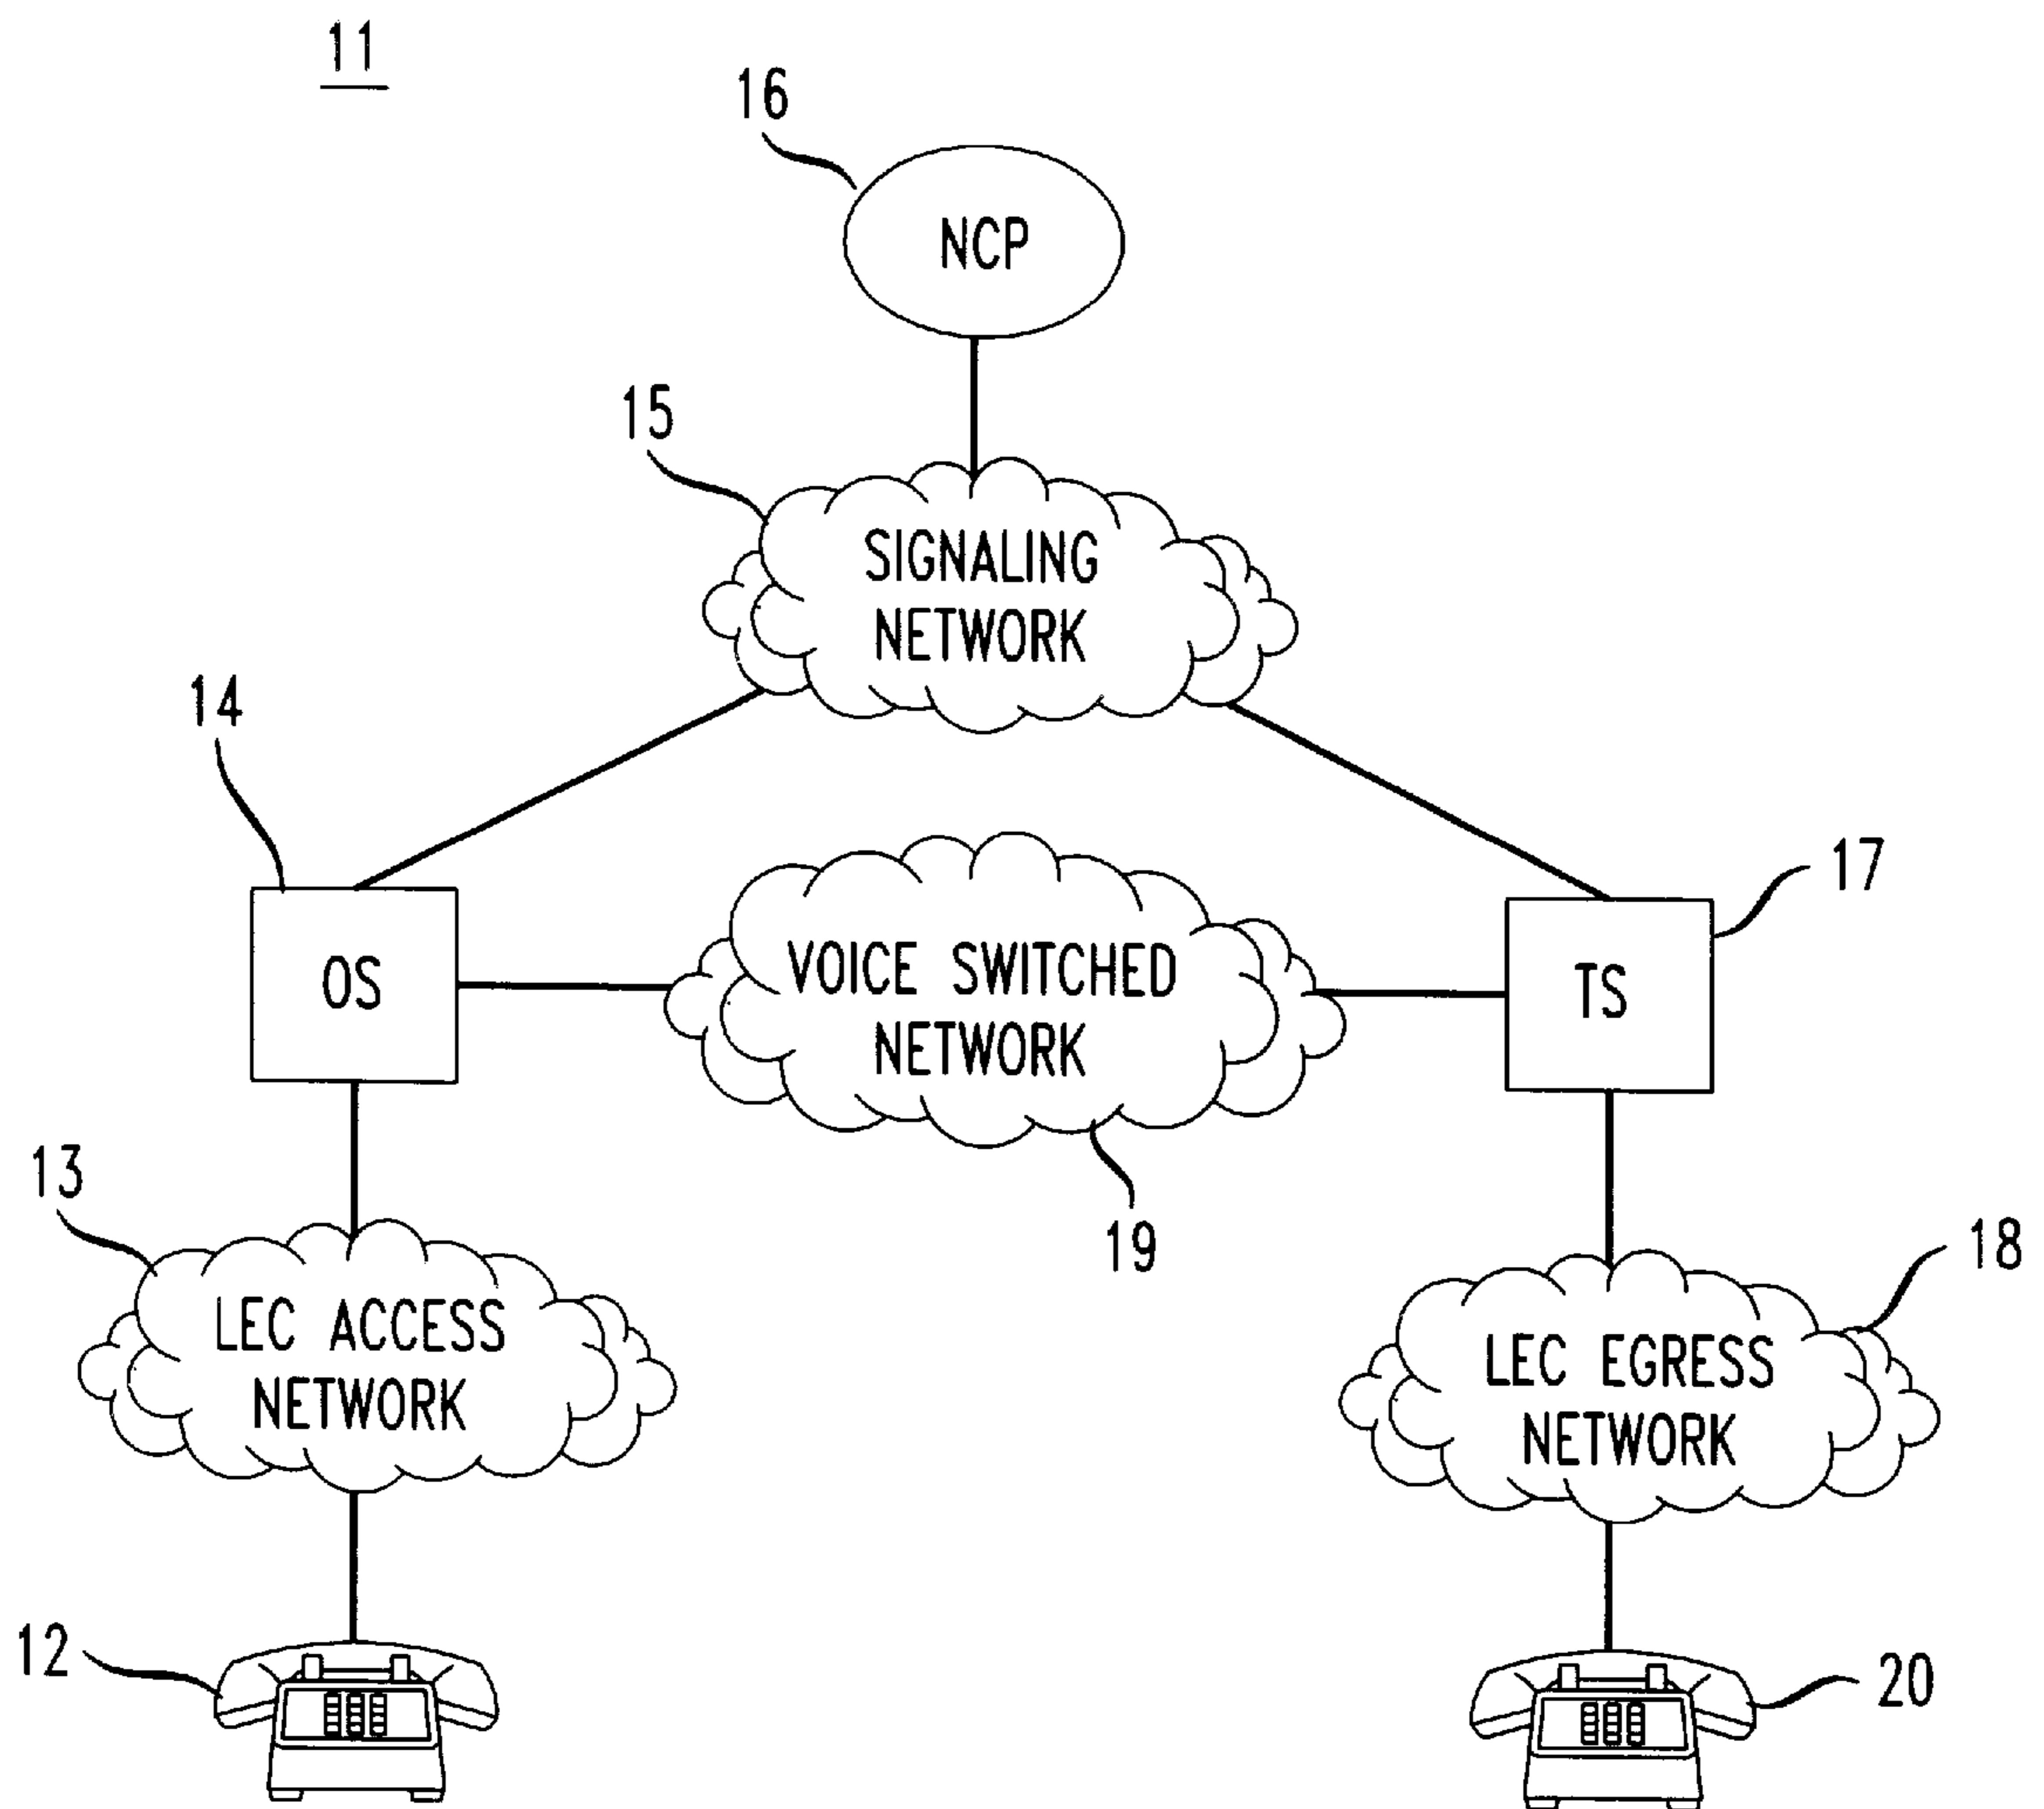 11
16
NCP
15
SIGNALING
NETWORK
14
17
OS
VOICE SWITCHED
NETWORK
TS
13
19
18
LEC ACCESS
NETWORK
LEC EGRESS
NETWORK
12
20